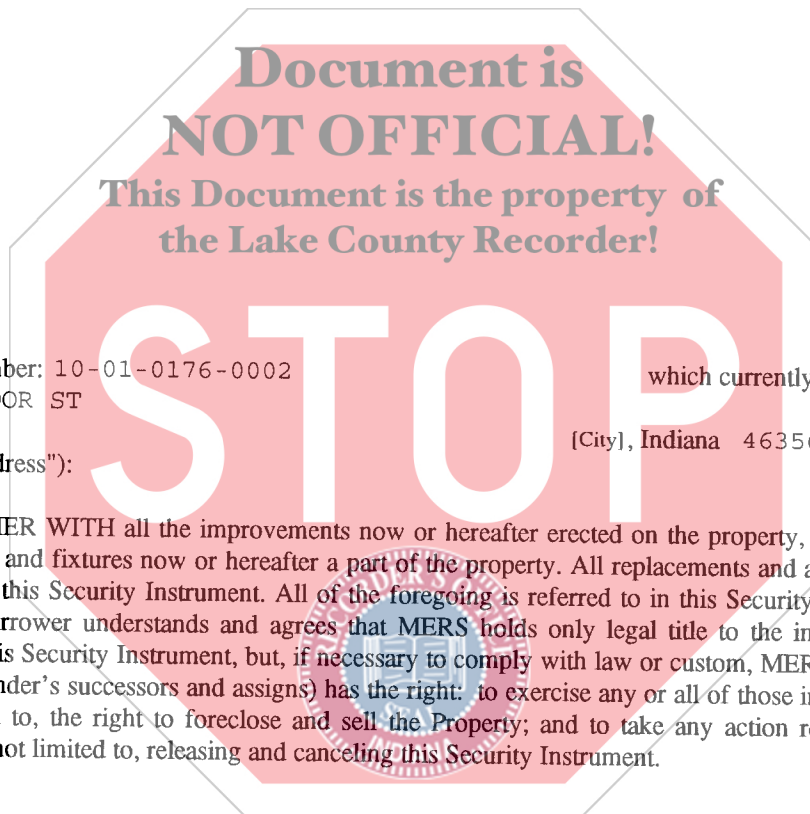 Document is
NOT OFFICIAL!
This Document is the property of
the Lake County Recorder!
STOP
ber: 10-01-0176-0002 which currently
OOR ST
[City], Indiana 4635
dress"):
ER WITH all the improvements now or hereafter erected on the property,
and fixtures now or hereafter a part of the property. All replacements and a
this Security Instrument. All of the foregoing is referred to in this Security
rrower understands and agrees that MERS holds only legal title to the in
is Security Instrument, but, if necessary to comply with law or custom, MER
nder's successors and assigns) has the right: to exercise any or all of those i
to, the right to foreclose and sell the Property; and to take any action r
not limited to, releasing and canceling this Security Instrument.
RECORDER'S OFFICE
SEAL
INDIANA